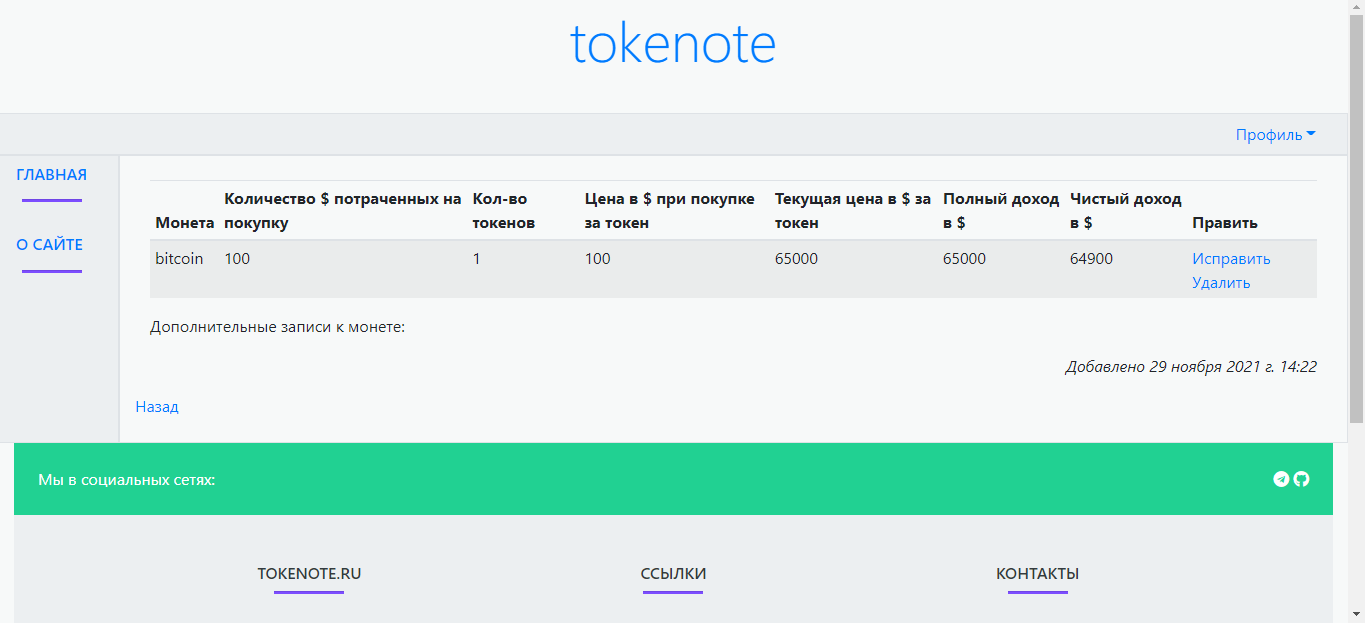 tokenote
Профиль
ГЛАВНАЯ
О САЙТЕ
Монета Количество $ потраченных на покупку Кол-во токенов Цена в $ при покупке за токен Текущая цена в $ за токен Полный доход в $ Чистый доход в $ Править
bitcoin 100 1 100 65000 65000 64900 Исправить
Удалить
Дополнительные записи к монете:
Добавлено 29 ноября 2021 г. 14:22
Назад
Мы в социальных сетях:
TOKENOTE.RU ССЫЛКИ КОНТАКТЫ